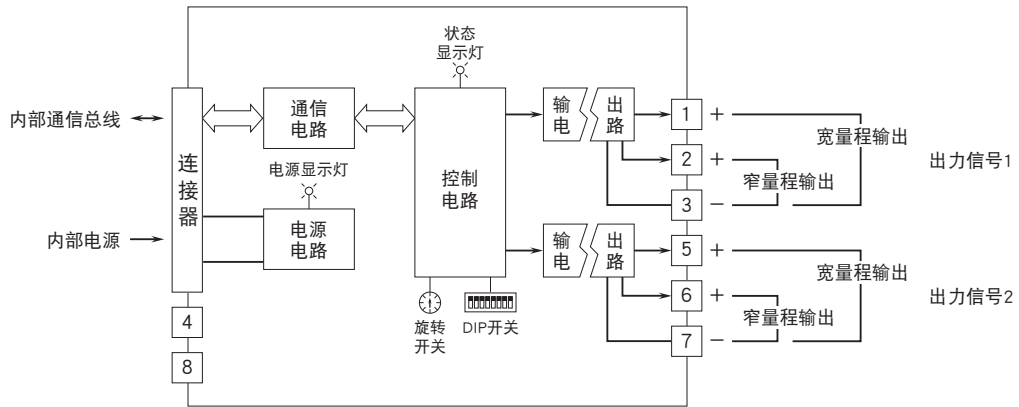 状态
显示灯
内部通信总线
连接器
通信
电路
控制
电路
输出
电路
1 +
宽量程输出
出力信号1
2 +
窄量程输出
3 −
电源显示灯
内部电源
电源
电路
输出
电路
5 +
宽量程输出
出力信号2
6 +
窄量程输出
7 −
4
8
旋转
开关
DIP开关